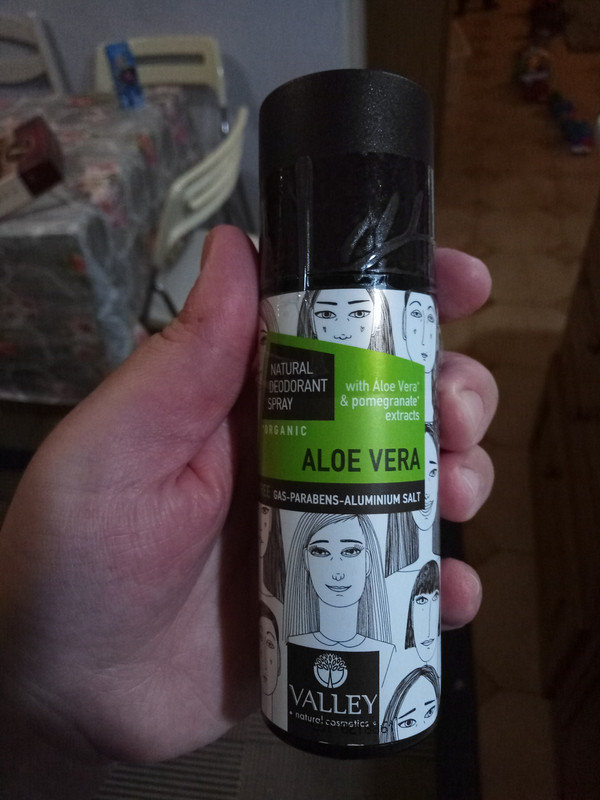 NATURAL
DEODORANT
SPRAY
with Aloe Vera*
& pomegranate*
extracts
*ORGANIC
ALOE VERA
GAS-PARABENS-ALUMINIUM SALT
VALLEY
• natural cosmetics •